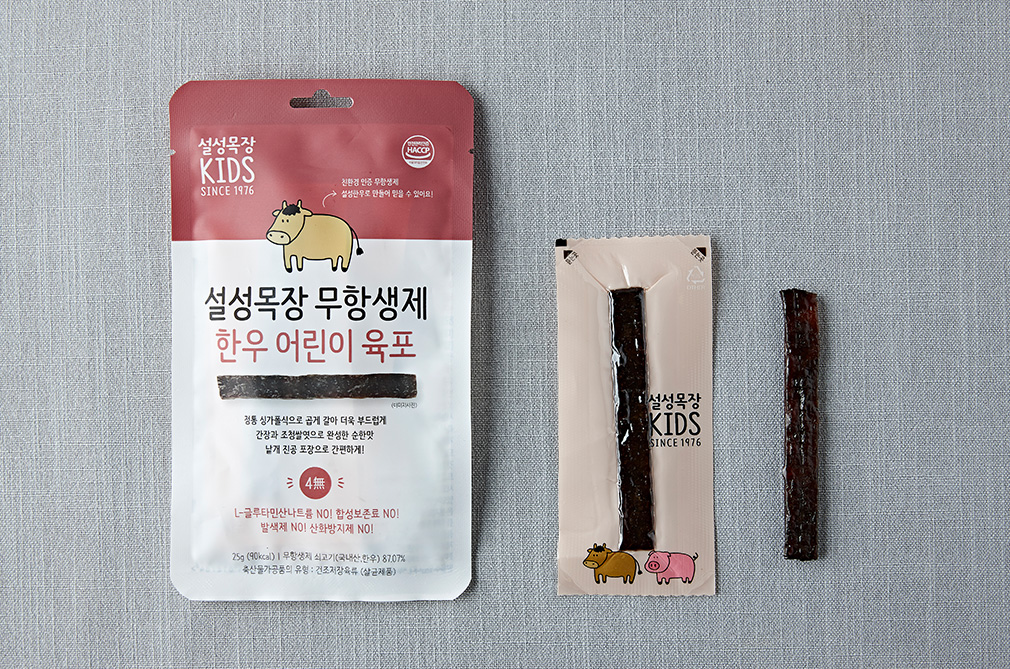 설성목장
KIDS
SINCE 1976
HACCP
친환경 인증 무항생제
설성한우로 만들어 믿을 수 있어요!
설성목장 무항생제
한우 어린이 육포
(이미지사진)
정통 싱가폴식으로 곱게 갈아 더욱 부드럽게
간장과 조청쌀엿으로 완성한 순한맛
낱개 진공 포장으로 간편하게!
4無
L-글루타민산나트륨 NO! 합성보존료 NO!
발색제 NO! 산화방지제 NO!
25g (90kcal) | 무항생제 쇠고기(국내산,한우) 87.07%
축산물가공품의 유형 : 건조저장육류 (살균제품)
설성목장
KIDS
SINCE 1976